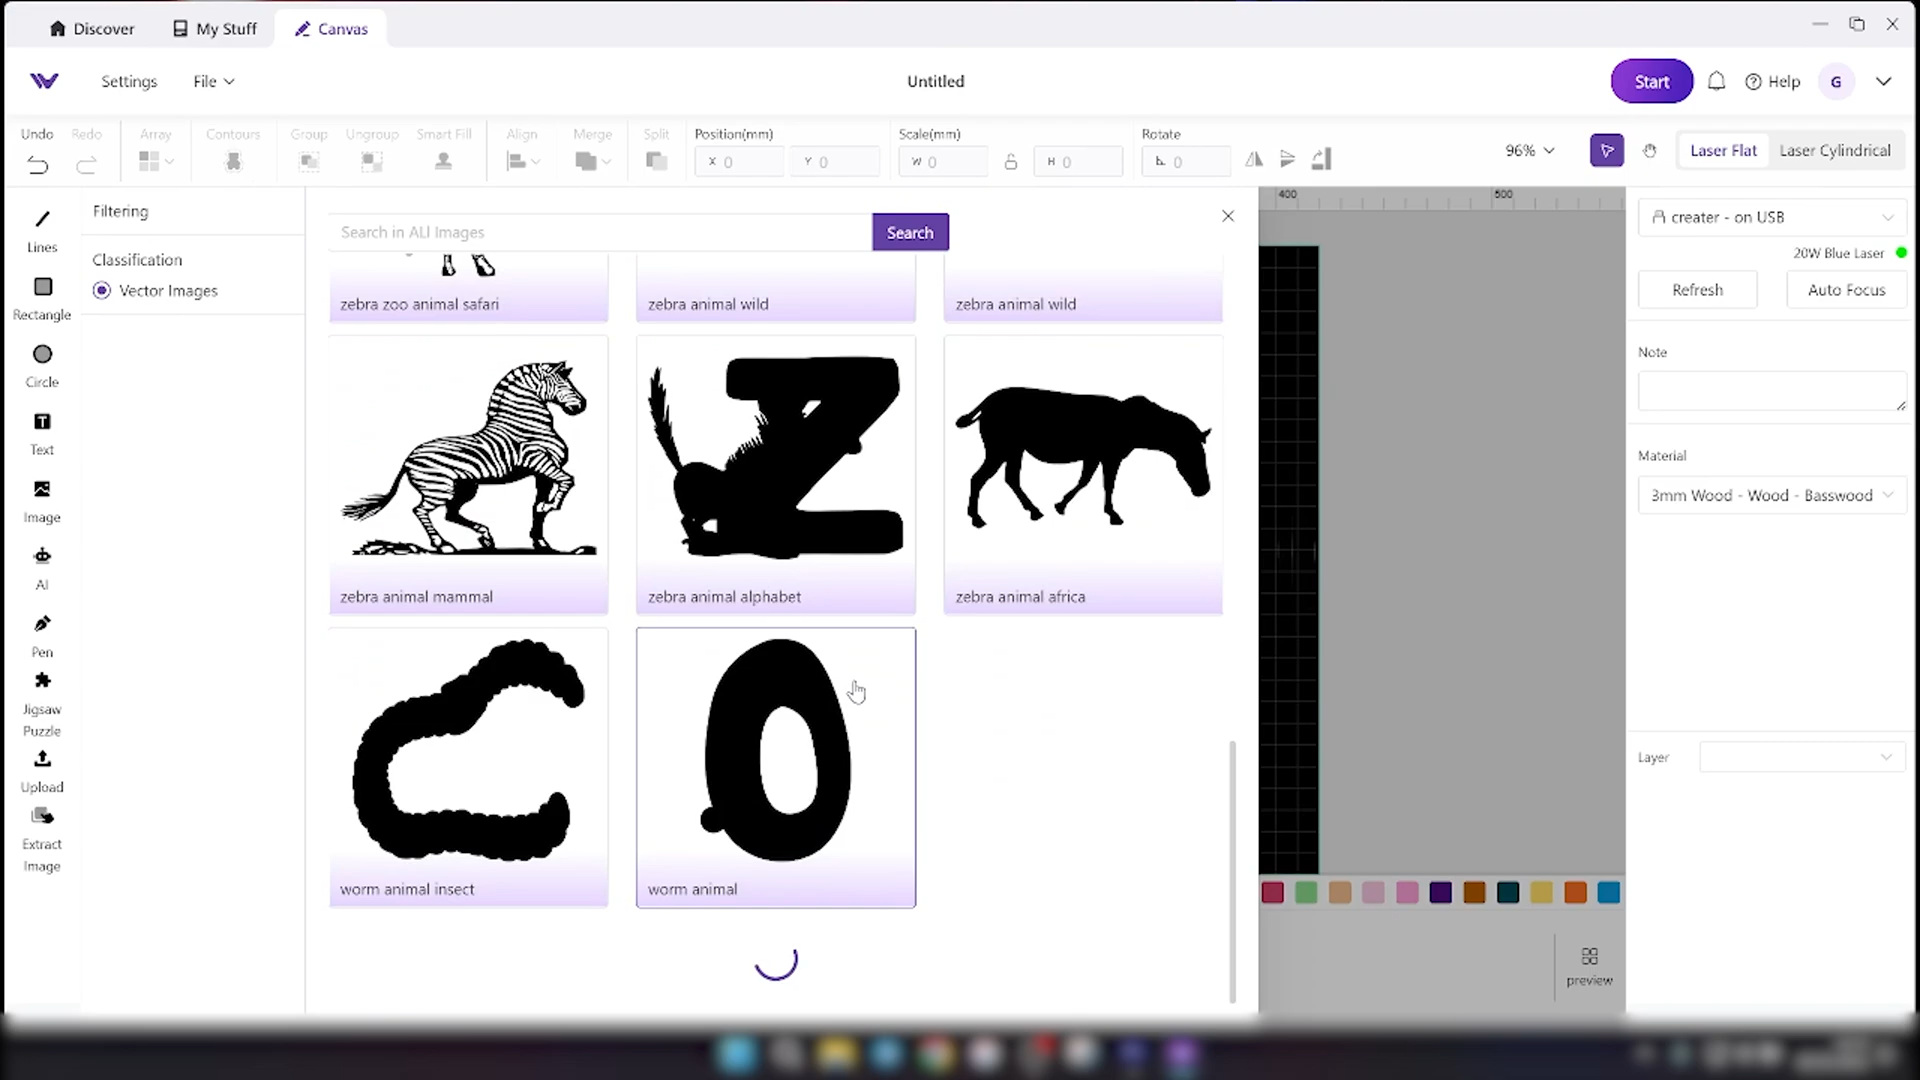 Discover
My Stuff
Canvas
Settings
File
Untitled
Start
Help
G
Undo
Redo
Array
Contours
Group
Ungroup
Smart Fill
Align
Merge
Split
Position(mm)
X 0
Y 0
Scale(mm)
W 0
H 0
Rotate
0
96%
Laser Flat
Laser Cylindrical
Lines
Rectangle
Circle
Text
Image
AI
Pen
Jigsaw
Puzzle
Upload
Extract
Image
Filtering
Classification
Vector Images
Search in ALl Images
Search
zebra zoo animal safari
zebra animal wild
zebra animal wild
zebra animal mammal
zebra animal alphabet
zebra animal africa
worm animal insect
worm animal
400
500
creater - on USB
20W Blue Laser
Refresh
Auto Focus
Note
Material
3mm Wood - Wood - Basswood
Layer
preview